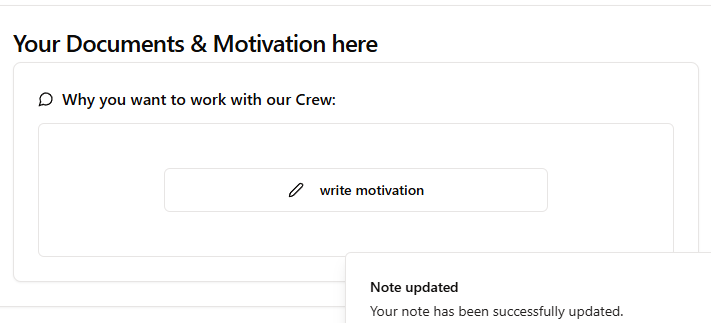 Your Documents & Motivation here
Why you want to work with our Crew:
write motivation
Note updated
Your note has been successfully updated.